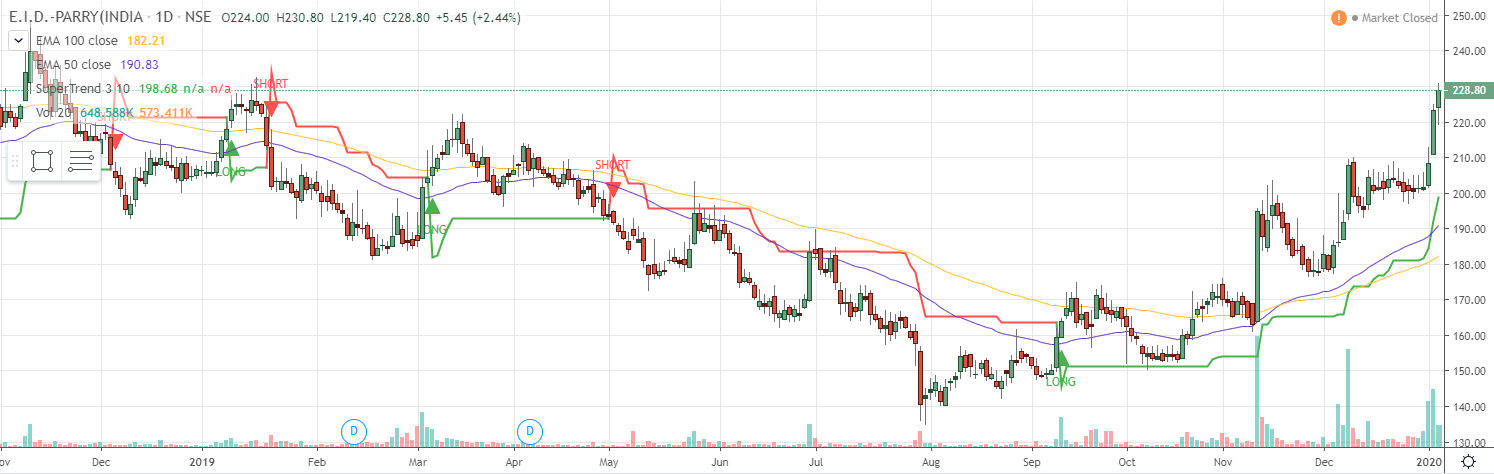 E.I.D.-PARRY(INDIA · 1D · NSE O224.00 H230.80 L219.40 C228.80 +5.45 (+2.44%)
! Market Closed
EMA 100 close 182.21
EMA 50 close 190.83
SuperTrend 3 10 198.68 n/a n/a
Vol 20 648.588K 573.411K
SHORT
LONG
SHORT
LONG
SHORT
LONG
D
D
250.00
240.00
228.80
220.00
210.00
200.00
190.00
180.00
170.00
160.00
150.00
140.00
130.00
ov Dec 2019 Feb Mar Apr May Jun Jul Aug Sep Oct Nov Dec 2020